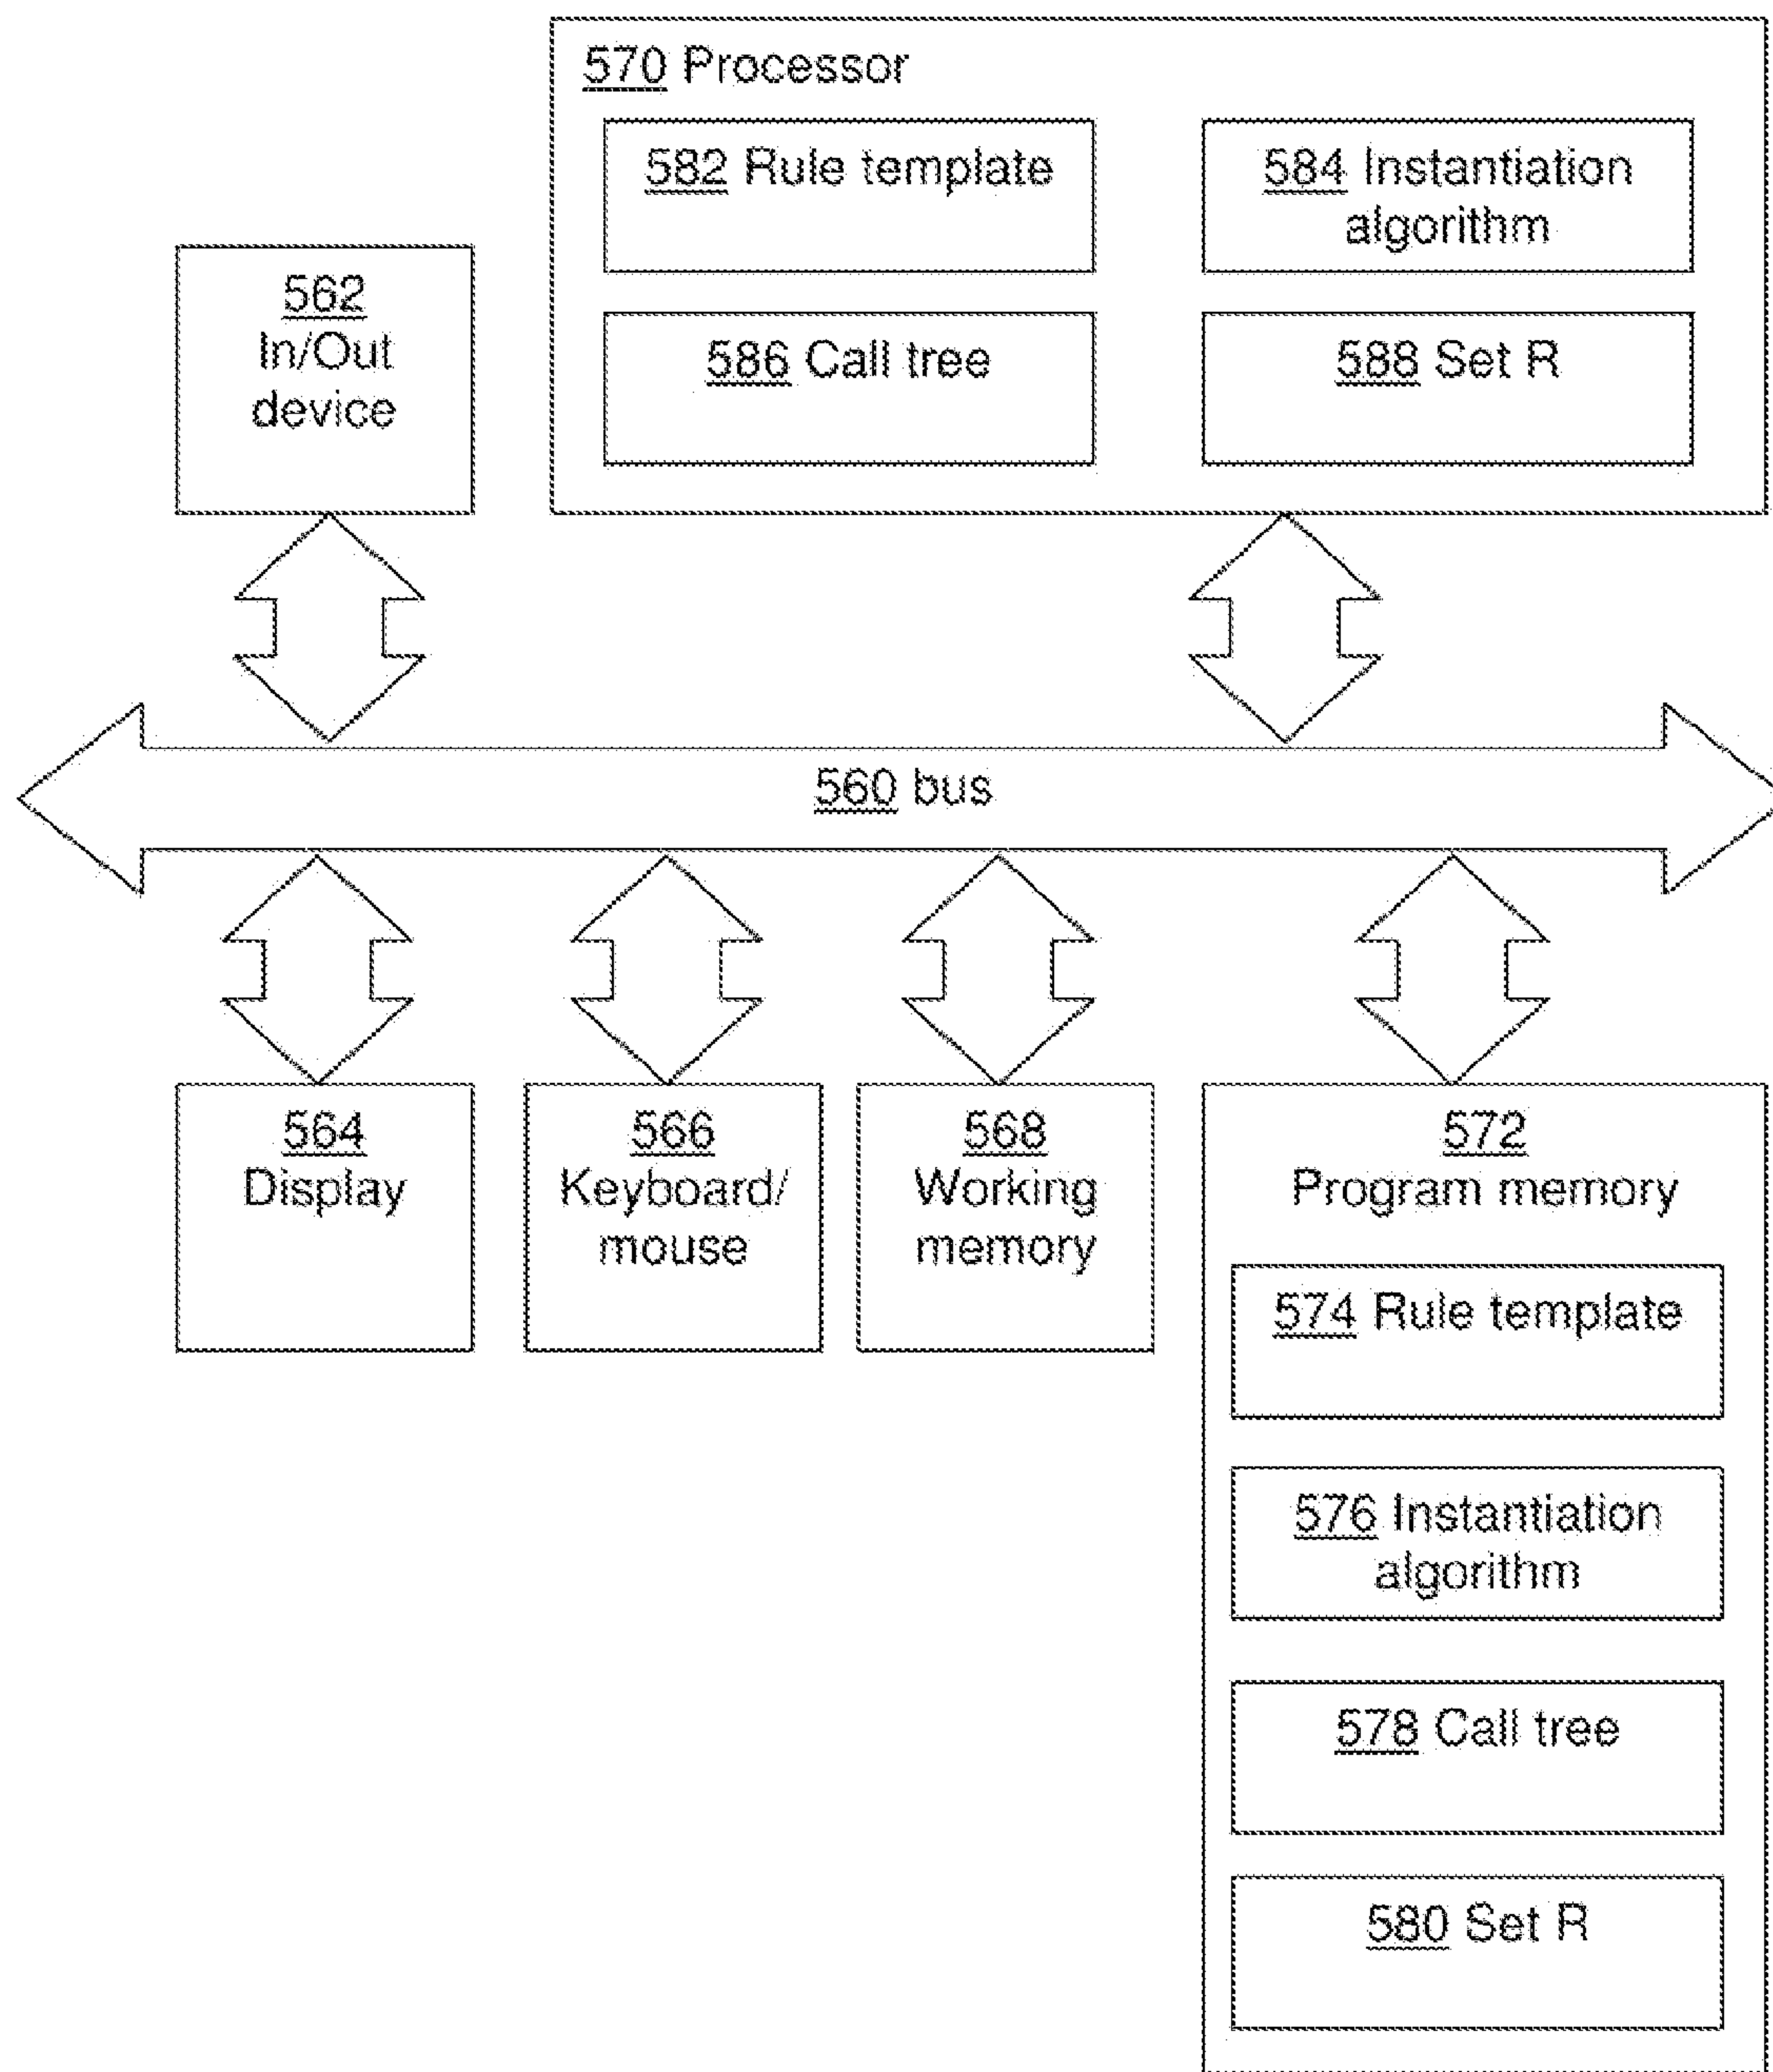 570 Processor
582 Rule template
584 Instantiation
algorithm
586 Call tree
588 Set R
562
In/Out
device
560 bus
564
Display
566
Keyboard/
mouse
568
Working
memory
572
Program memory
574 Rule template
576 Instantiation
algorithm
578 Call tree
580 Set R